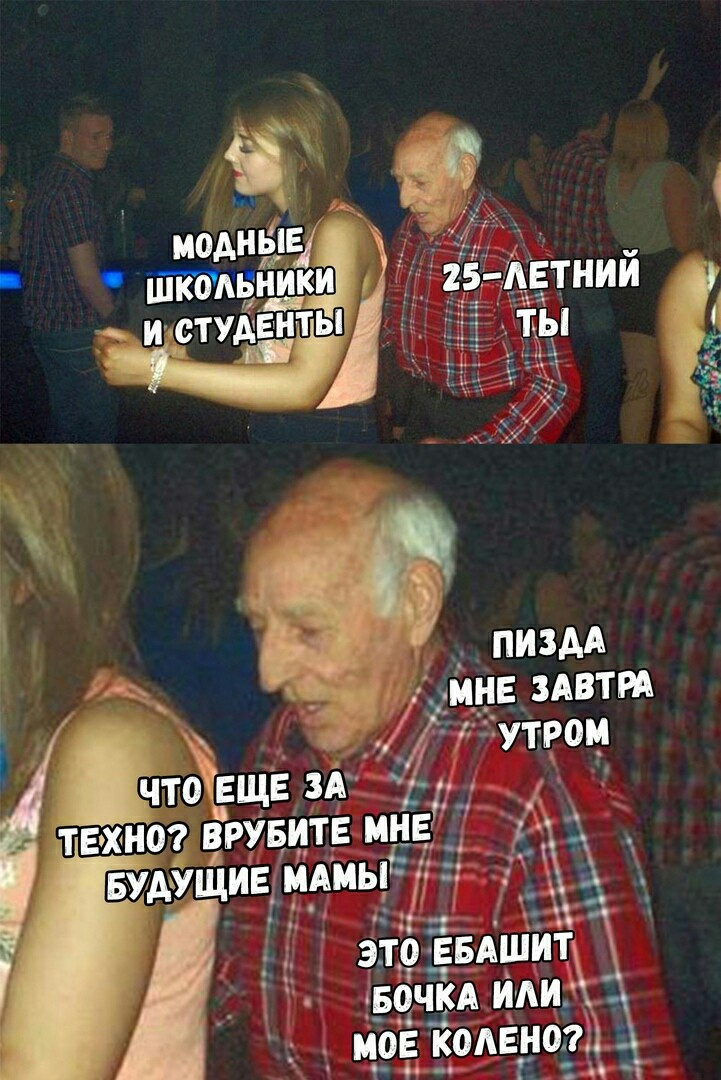 МОДНЫЕ
ШКОЛЬНИКИ
И СТУДЕНТЫ
25-ЛЕТНИЙ
ТЫ
ПИЗДА
МНЕ ЗАВТРА
УТРОМ
ЧТО ЕЩЕ ЗА
ТЕХНО? ВРУБИТЕ МНЕ
БУДУЩИЕ МАМЫ
ЭТО ЕБАШИТ
БОЧКА ИЛИ
МОЕ КОЛЕНО?